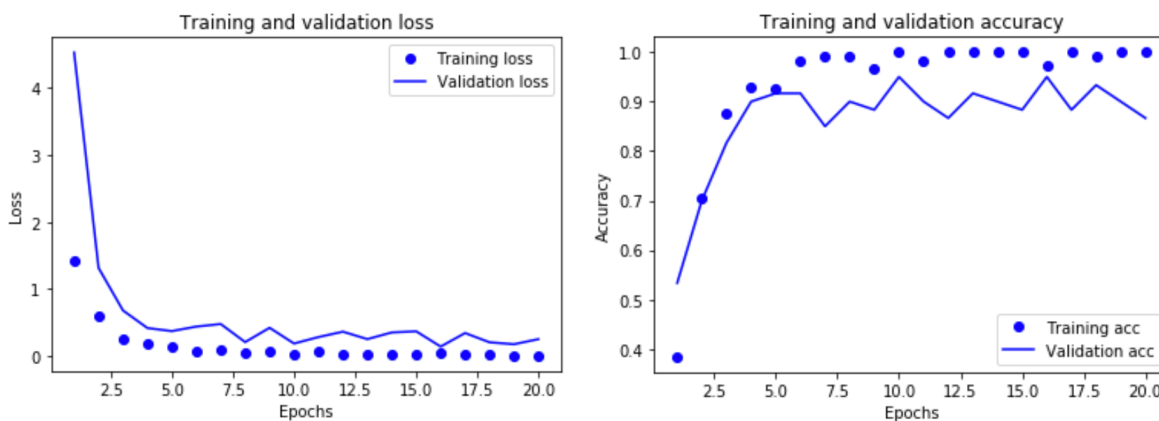 Training and validation loss
Training loss
Validation loss
4
3
2
1
0
Loss
2.5 5.0 7.5 10.0 12.5 15.0 17.5 20.0
Epochs
Training and validation accuracy
1.0
0.9
0.8
0.7
0.6
0.5
0.4
Accuracy
Training acc
Validation acc
2.5 5.0 7.5 10.0 12.5 15.0 17.5 20.0
Epochs